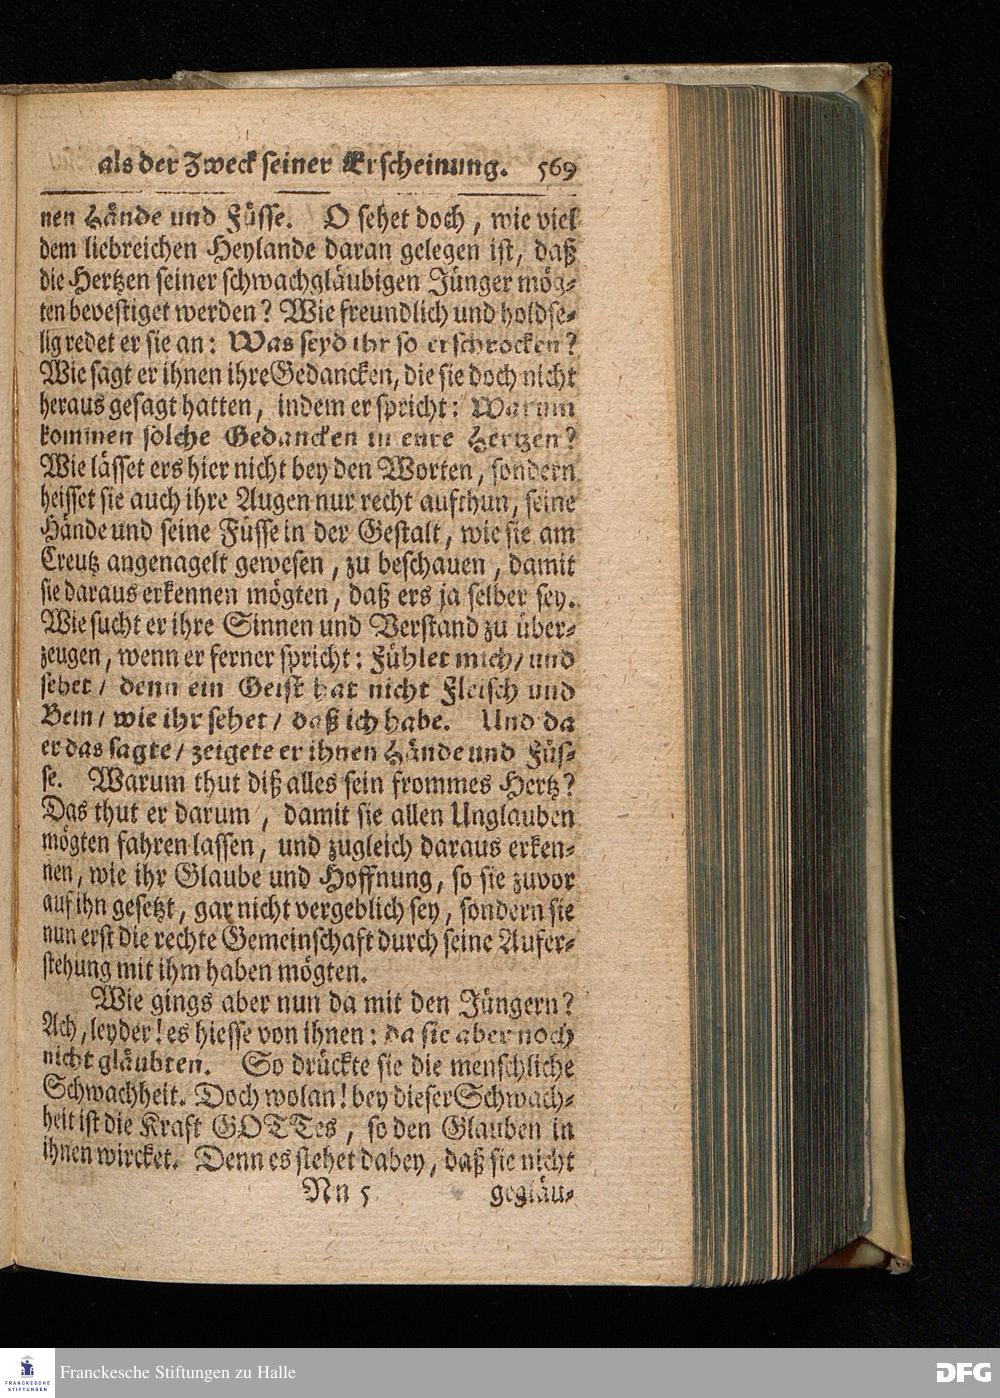 als der Zweck seiner Erscheinung. 569
nen Hände und Füsse. O sehet doch, wie viel
dem liebreichen Heylande daran gelegen ist, daß
die Hertzen seiner schwachgläubigen Jünger mög-
ten bevestiget werden? Wie freundlich und holdse-
lig redet er sie an: Was seyd ihr so erschrocken?
Wie sagt er ihnen ihre Gedancken, die sie doch nicht
heraus gesagt hatten, indem er spricht: Warum
kommen solche Gedancken in eure Hertzen?
Wie lässet ers hier nicht bey den Worten, sondern
heisset sie auch ihre Augen nur recht aufthun, seine
Hände und seine Füsse in der Gestalt, wie sie am
Creutz angenagelt gewesen, zu beschauen, damit
sie daraus erkennen mögten, daß ers ja selber sey.
Wie sucht er ihre Sinnen und Verstand zu über-
zeugen, wenn er ferner spricht: Fühlet mich/ und
sehet/ denn ein Geist hat nicht Fleisch und
Bein/ wie ihr sehet/ daß ich habe. Und da
er das sagte/ zeigete er ihnen Hände und Füs-
se. Warum thut diß alles sein frommes Hertz?
Das thut er darum, damit sie allen Unglauben
mögten fahren lassen, und zugleich daraus erken-
nen, wie ihr Glaube und Hoffnung, so sie zuvor
auf ihn gesetzt, gar nicht vergeblich sey, sondern sie
nun erst die rechte Gemeinschaft durch seine Aufer-
stehung mit ihm haben mögten.
Wie gings aber nun da mit den Jüngern?
Ach, leyder! es hiesse von ihnen: da sie aber noch
nicht gläubten. So drückte sie die menschliche
Schwachheit. Doch wolan! bey dieser Schwach-
heit ist die Kraft GOTTes, so den Glauben in
ihnen wircket. Denn es stehet dabey, daß sie nicht
Nn 5 gegläu-
FRANCKESCHE
STIFTUNGEN
Franckesche Stiftungen zu Halle
DFG